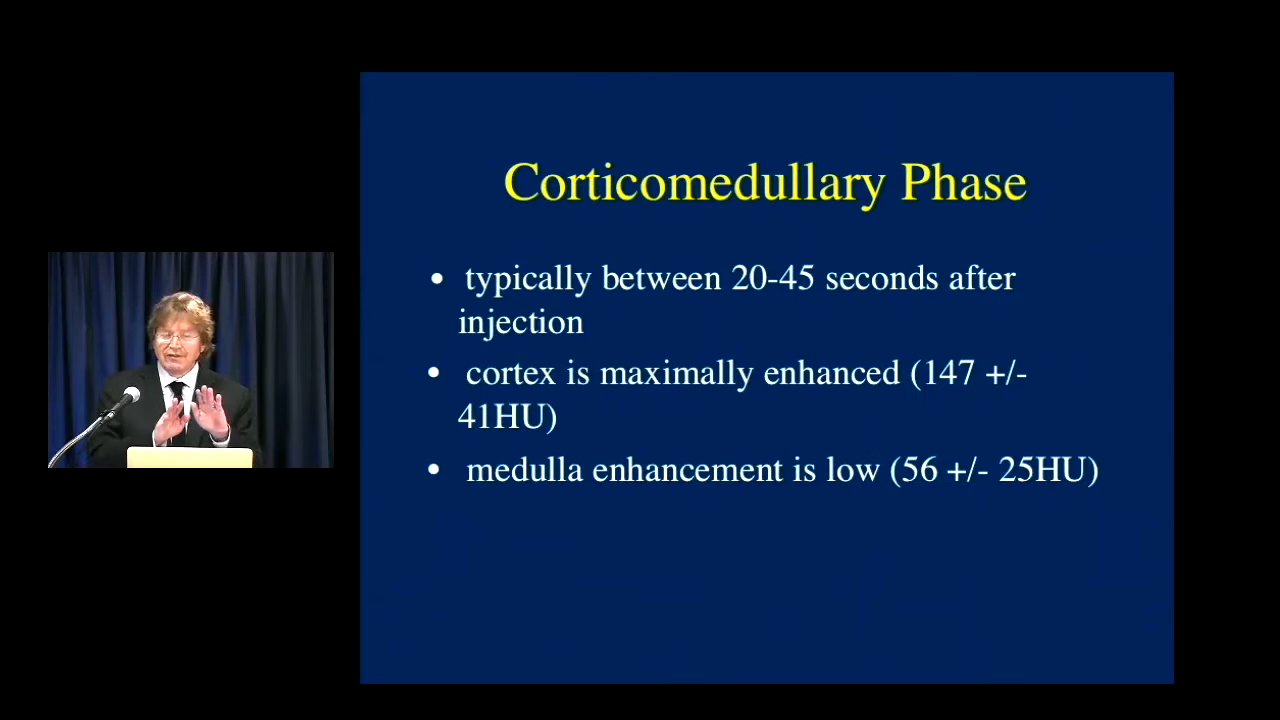 Corticomedullary Phase
• typically between 20-45 seconds after
injection
• cortex is maximally enhanced (147 +/-
41HU)
• medulla enhancement is low (56 +/- 25HU)